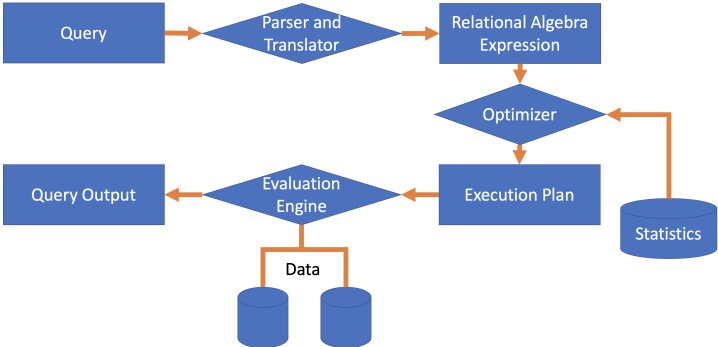 Query
Parser and
Translator
Relational Algebra
Expression
Optimizer
Query Output
Evaluation
Engine
Execution Plan
Statistics
Data